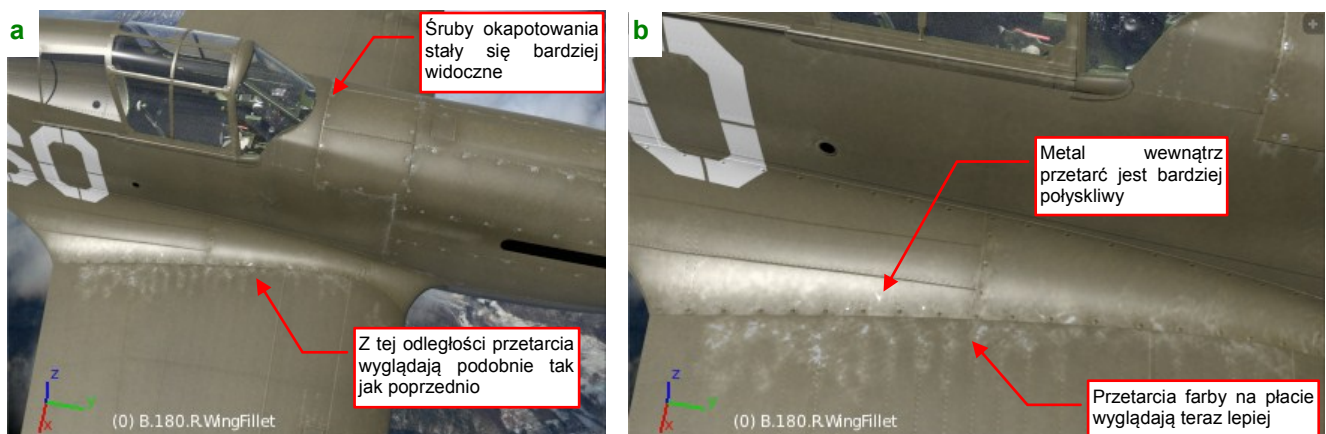 a
Śruby okapotowania
stały się bardziej
widoczne
60
Z tej odległości przetarcia
wyglądają podobnie tak
jak poprzednio
z
y
x
(0) B.180.R.WingFillet
b
0
Metal wewnątrz
przetarć jest bardziej
połyskliwy
Przetarcia farby na płacie
wyglądają teraz lepiej
z
y
x
(0) B.180.R.WingFillet